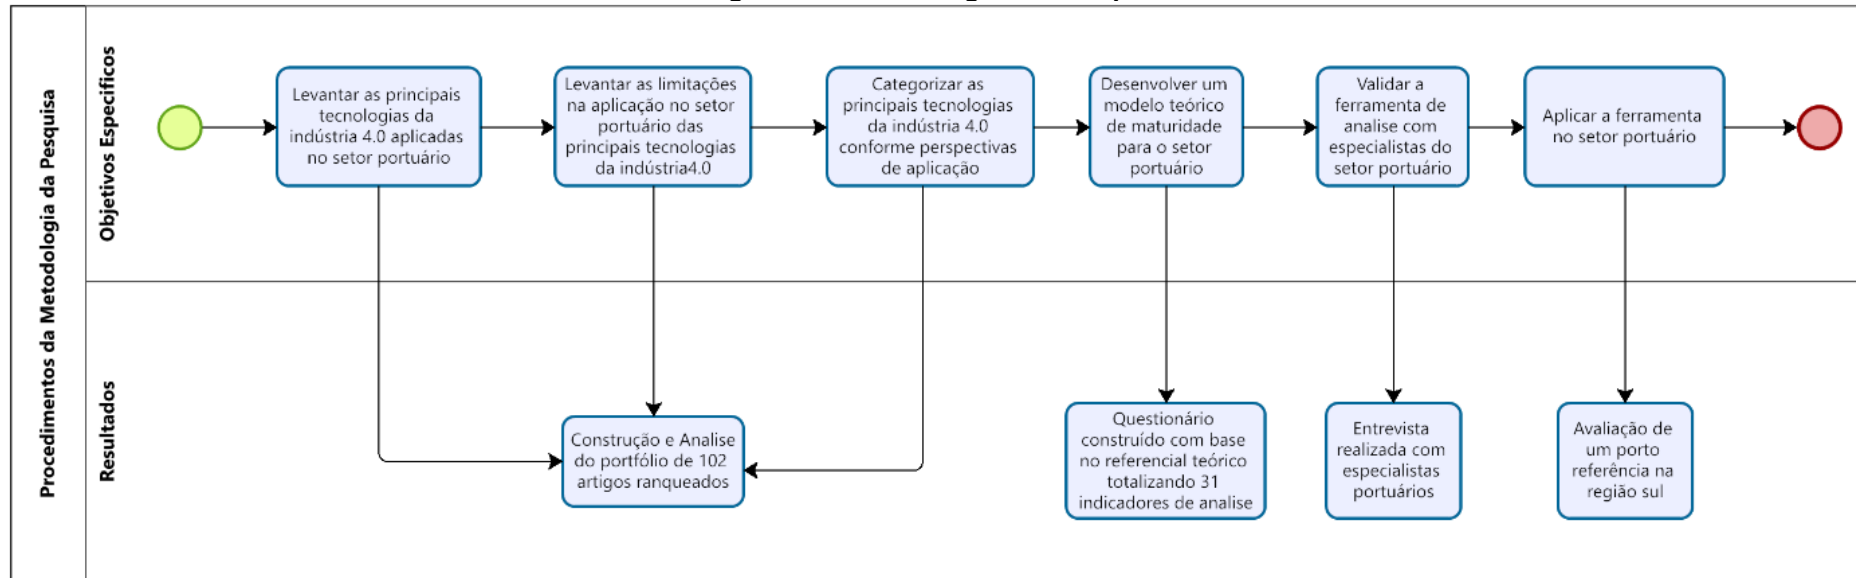 Procedimentos da Metodologia da Pesquisa
Objetivos Especificos
Levantar as principais
tecnologias da
indústria 4.0 aplicadas
no setor portuário
Levantar as limitações
na aplicação no setor
portuário das
principais tecnologias
da indústria4.0
Categorizar as
principais tecnologias
da indústria 4.0
conforme perspectivas
de aplicação
Desenvolver um
modelo teórico
de maturidade
para o setor
portuário
Validar a
ferramenta de
analise com
especialistas do
setor portuário
Aplicar a ferramenta
no setor portuário
Resultados
Construção e Analise
do portfólio de 102
artigos ranqueados
Questionário
construído com base
no referencial teórico
totalizando 31
indicadores de analise
Entrevista
realizada com
especialistas
portuários
Avaliação de
um porto
referência na
região sul